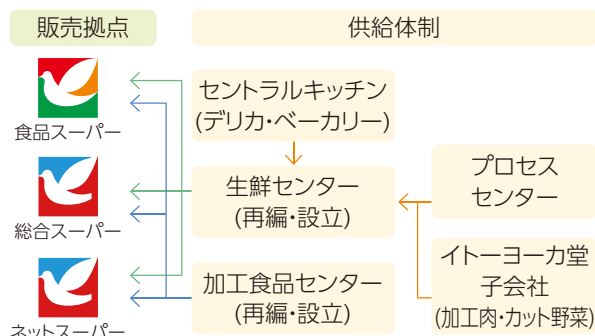 販売拠点
供給体制
食品スーパー
総合スーパー
ネットスーパー
セントラルキッチン
(デリカ・ベーカリー)
生鮮センター
(再編・設立)
加工食品センター
(再編・設立)
プロセス
センター
イトーヨーカ堂
子会社
(加工肉・カット野菜)